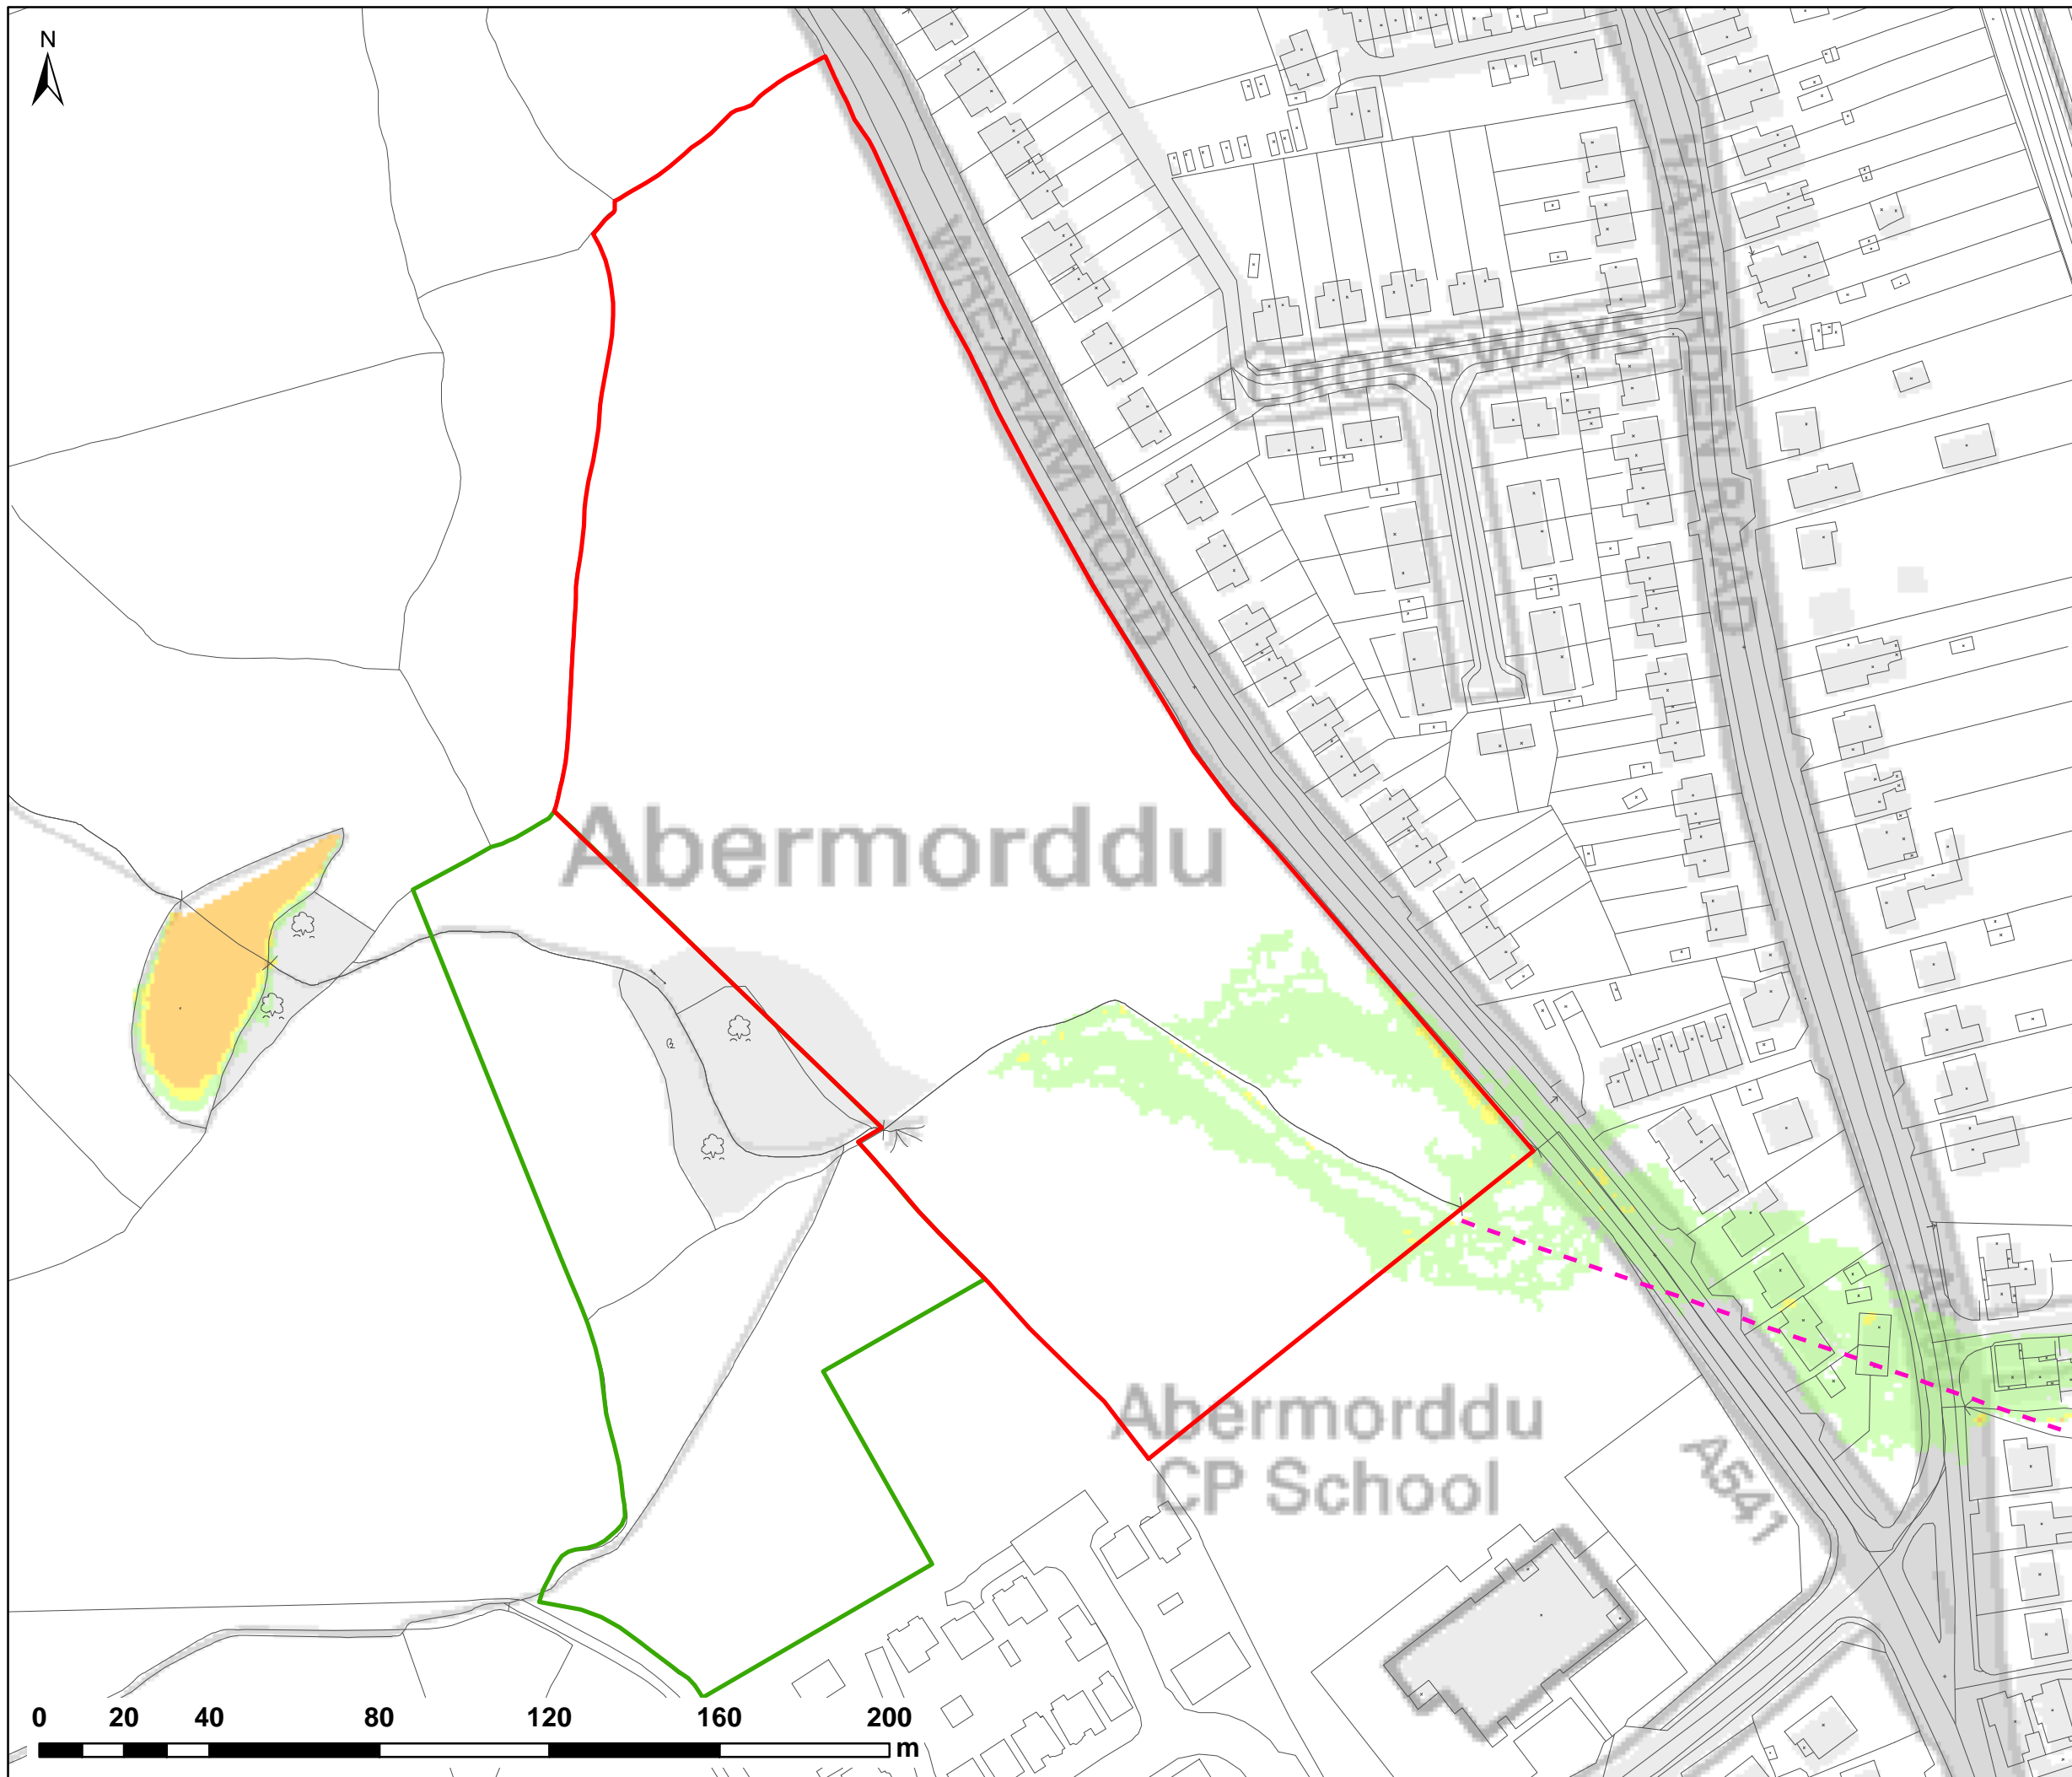 N
WREXHAM ROAD
HAWARDEN ROAD
CROSSWAYS
Abermorddu
Abermorddu
CP School
A541
0 20 40 80 120 160 200
m